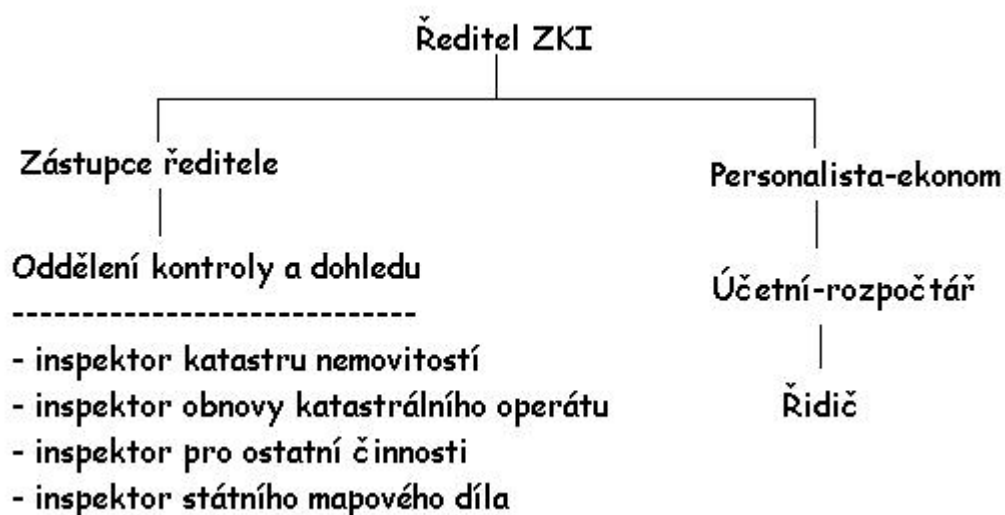 Ředitel ZKI
Zástupce ředitele
Personalista-ekonom
Oddělení kontroly a dohledu
Účetní-rozpočtář
-----------------------------
- inspektor katastru nemovitostí
- inspektor obnovy katastrálního operátu
Řidič
- inspektor pro ostatní činnosti
- inspektor státního mapového díla